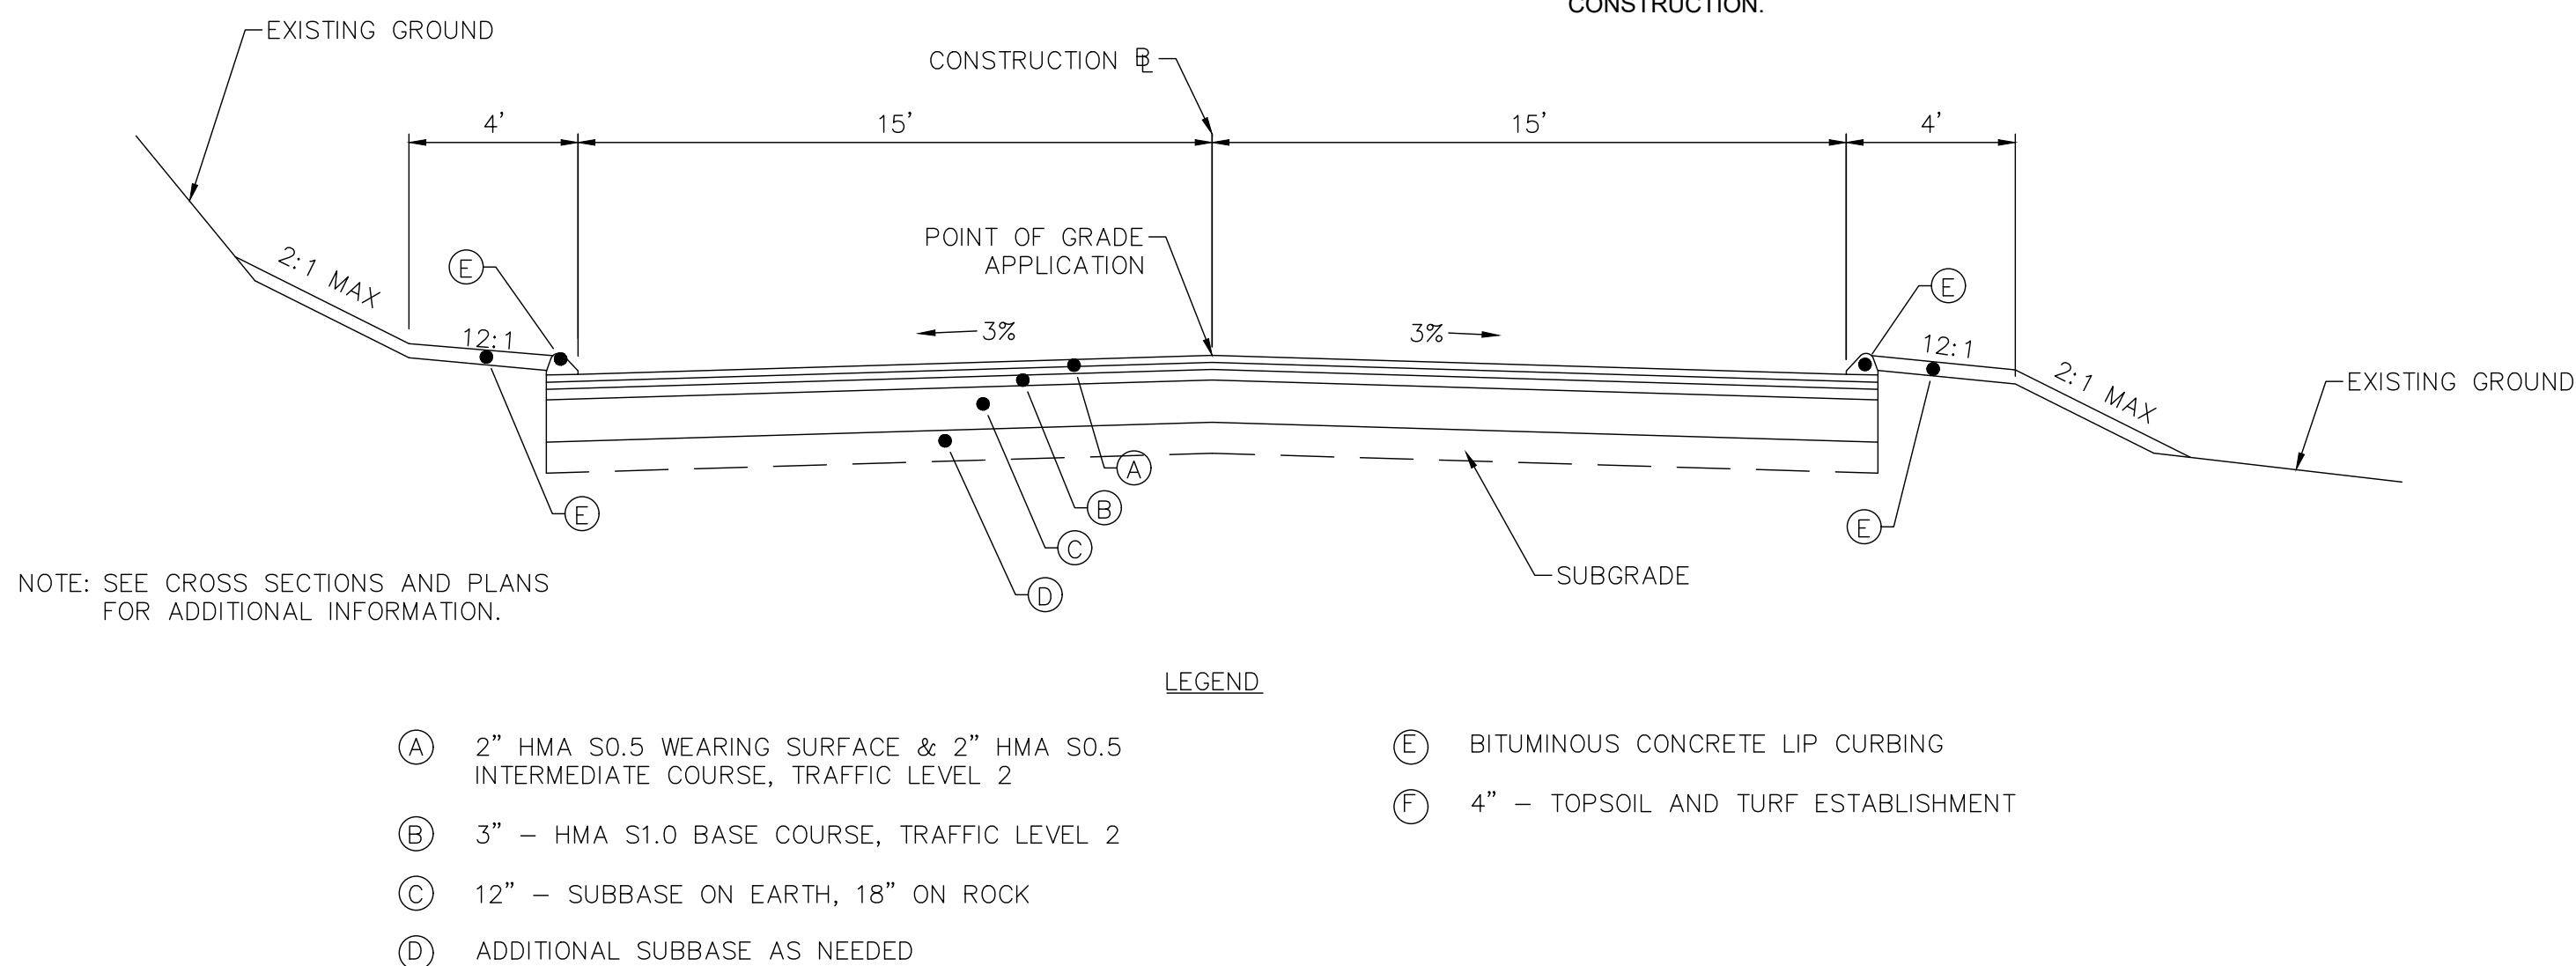 CONSTRUCTION.
EXISTING GROUND
CONSTRUCTION BL
4’
15’
15’
4’
POINT OF GRADE
APPLICATION
2:1 MAX
E
E
12:1
3%
3%
12:1
2:1 MAX
EXISTING GROUND
A
B
E
E
C
SUBGRADE
D
NOTE: SEE CROSS SECTIONS AND PLANS
FOR ADDITIONAL INFORMATION.
LEGEND
A 2” HMA S0.5 WEARING SURFACE & 2” HMA S0.5
INTERMEDIATE COURSE, TRAFFIC LEVEL 2
B 3” – HMA S1.0 BASE COURSE, TRAFFIC LEVEL 2
C 12” – SUBBASE ON EARTH, 18” ON ROCK
D ADDITIONAL SUBBASE AS NEEDED
E BITUMINOUS CONCRETE LIP CURBING
F 4” – TOPSOIL AND TURF ESTABLISHMENT